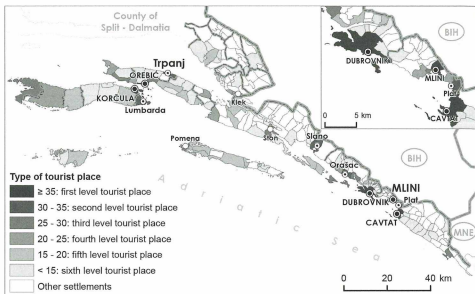 County of
Split - Dalmatia
Trpanj
OREBIĆ
KORČULA
Lumbarda
Klek
Ston
Pomena
Slano
Orašac
DUBROVNIK
MLINI
Plat
CAVTAT
BIH
MNE
Adriatic Sea
BIH
DUBROVNIK
MLINI
Plat
CAVTAT
0 5 km
Type of tourist place
≥ 35: first level tourist place
30 - 35: second level tourist place
25 - 30: third level tourist place
20 - 25: fourth level tourist place
15 - 20: fifth level tourist place
< 15: sixth level tourist place
Other settlements
0 20 40 km